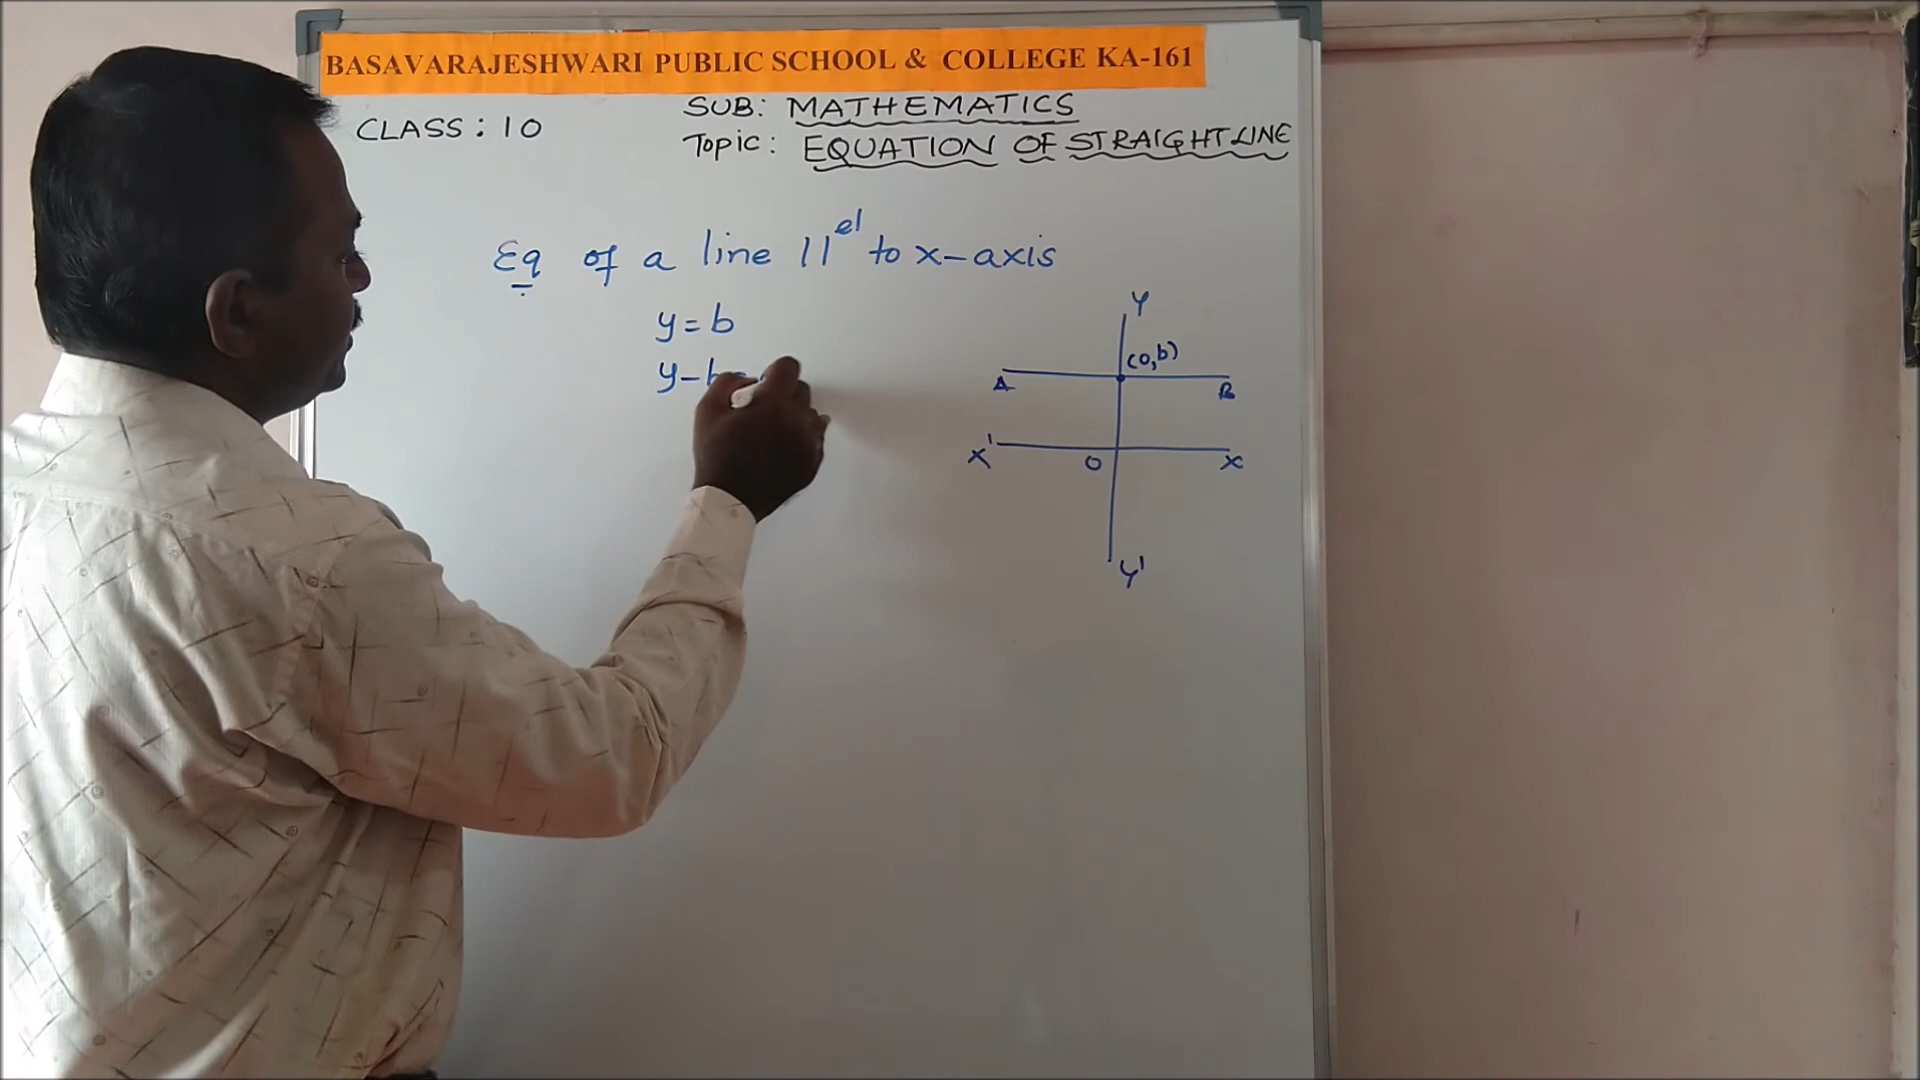 BASAVARAJESHWARI PUBLIC SCHOOL & COLLEGE KA-161
SUB: MATHEMATICS
CLASS: 10
Topic: EQUATION OF STRAIGHTLINE
Eq of a line ||el to x-axis
y=b
y-b=
Y
(0,b)
A
B
X'
O
X
Y'